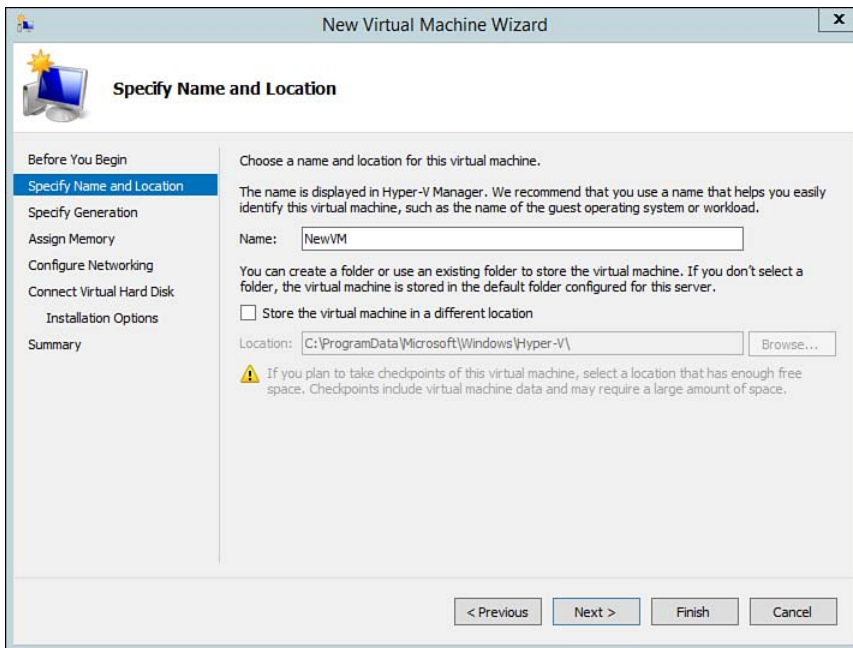 New Virtual Machine Wizard
x
Specify Name and Location
Before You Begin
Specify Name and Location
Specify Generation
Assign Memory
Configure Networking
Connect Virtual Hard Disk
Installation Options
Summary
Choose a name and location for this virtual machine.
The name is displayed in Hyper-V Manager. We recommend that you use a name that helps you easily
identify this virtual machine, such as the name of the guest operating system or workload.
Name: NewVM
You can create a folder or use an existing folder to store the virtual machine. If you don't select a
folder, the virtual machine is stored in the default folder configured for this server.
Store the virtual machine in a different location
Location: C:\ProgramData\Microsoft\Windows\Hyper-V\ Browse...
If you plan to take checkpoints of this virtual machine, select a location that has enough free
space. Checkpoints include virtual machine data and may require a large amount of space.
< Previous Next > Finish Cancel